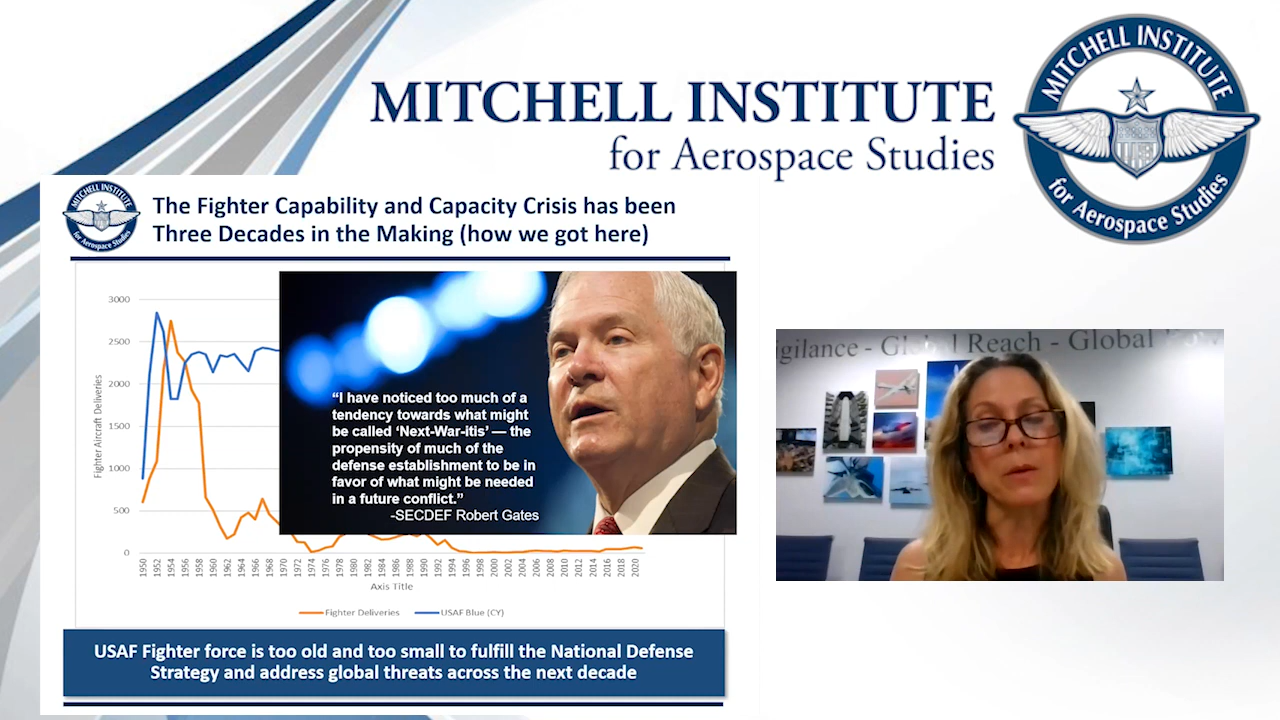 MITCHELL INSTITUTE
for Aerospace Studies
MITCHELL INSTITUTE
for Aerospace Studies
MITCHELL INSTITUTE
for Aerospace Studies
The Fighter Capability and Capacity Crisis has been
Three Decades in the Making (how we got here)
3000
2500
2000
1500
1000
500
0
Fighter Aircraft Deliveries
“I have noticed too much of a
tendency towards what might
be called ‘Next-War-itis’ — the
propensity of much of the
defense establishment to be in
favor of what might be needed
in a future conflict.”
-SECDEF Robert Gates
1950 1952 1954 1956 1958 1960 1962 1964 1966 1968 1970 1972 1974 1976 1978 1980 1982 1984 1986 1988 1990 1992 1994 1996 1998 2000 2002 2004 2006 2008 2010 2012 2014 2016 2018 2020
Axis Title
Fighter Deliveries USAF Blue (CY)
USAF Fighter force is too old and too small to fulfill the National Defense
Strategy and address global threats across the next decade
Reach - Global